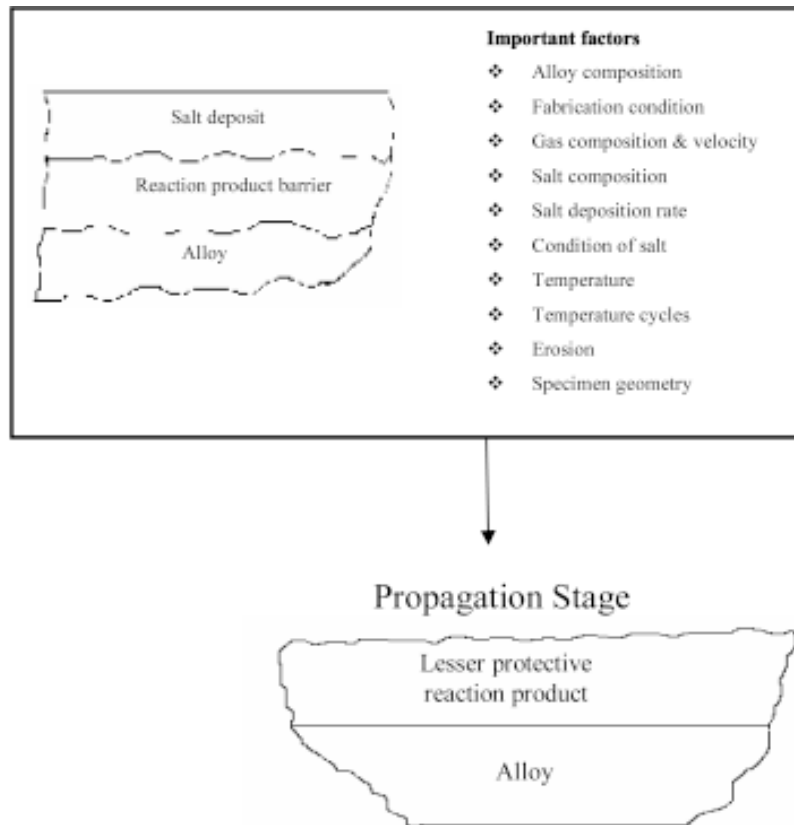 Important factors
❖ Alloy composition
❖ Fabrication condition
❖ Gas composition & velocity
❖ Salt composition
❖ Salt deposition rate
❖ Condition of salt
❖ Temperature
❖ Temperature cycles
❖ Erosion
❖ Specimen geometry
Salt deposit
Reaction product barrier
Alloy
Propagation Stage
Lesser protective
reaction product
Alloy